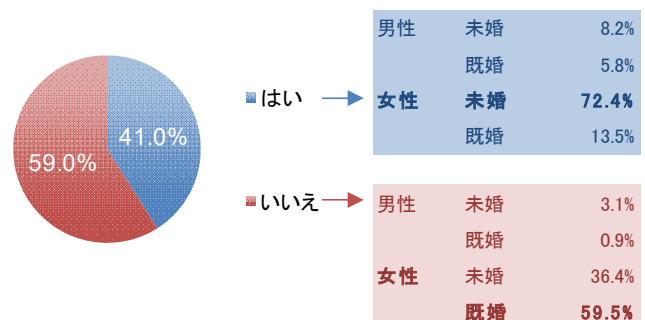 41.0%
59.0%
はい
男性 未婚 8.2%
既婚 5.8%
女性 未婚 72.4%
既婚 13.5%
いいえ
男性 未婚 3.1%
既婚 0.9%
女性 未婚 36.4%
既婚 59.5%